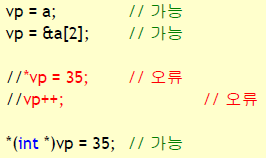 vp = a; // 가능
vp = &a[2]; // 가능
//*vp = 35; // 오류
//vp++; // 오류
*(int *)vp = 35; // 가능